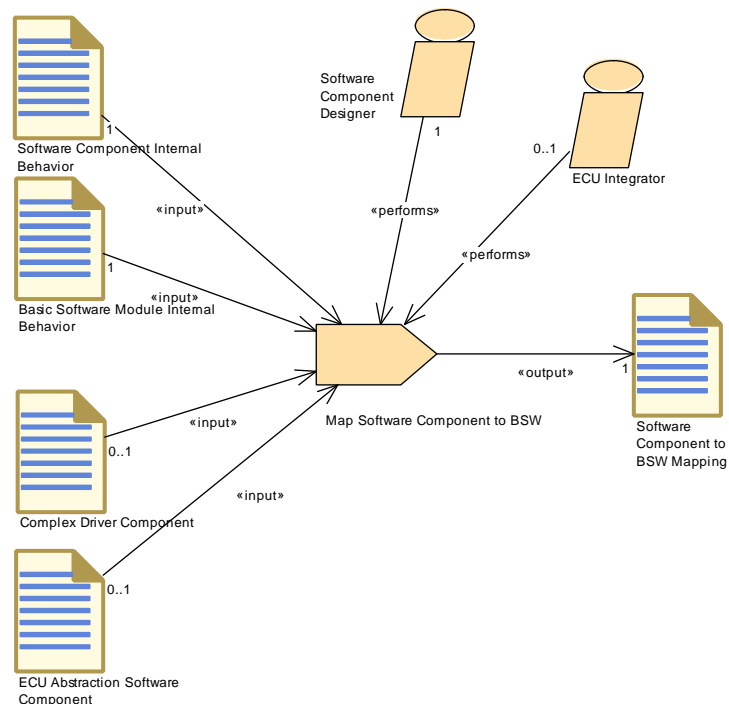 Software
Component
Designer
1
0..1
ECU Integrator
1
Software Component Internal
Behavior
«input»
«performs»
«performs»
1
«input»
Basic Software Module Internal
Behavior
«output»
1
Map Software Component to BSW
Software
Component to
BSW Mapping
«input»
0..1
Complex Driver Component
«input»
0..1
ECU Abstraction Software
Component